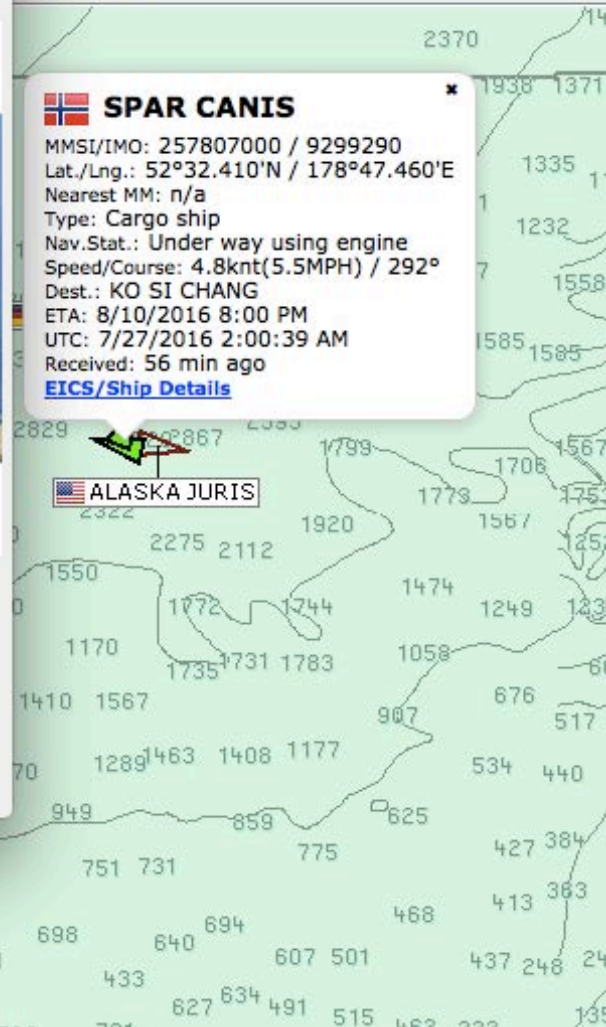 2370
SPAR CANIS
MMSI/IMO: 257807000 / 9299290
Lat./Lng.: 52°32.410'N / 178°47.460'E
Nearest MM: n/a
Type: Cargo ship
Nav.Stat.: Under way using engine
Speed/Course: 4.8knt(5.5MPH) / 292°
Dest.: KO SI CHANG
ETA: 8/10/2016 8:00 PM
UTC: 7/27/2016 2:00:39 AM
Received: 56 min ago
EICS/Ship Details
1938 1371
1335
1232
1558
1585 1585
2829 2867 1799 1567
1706
ALASKA JURIS 1779
2322 1920 1567
2275 2112
1550 1474
1772 1744 1249
1170 1731 1783 1058
1735
1410 1567 676
907 517
1289 1463 1408 1177 534 440
949 859 625
751 731 775 427 384
413 363
698 694 468
640
607 501 437 248
433
627 634 491 515